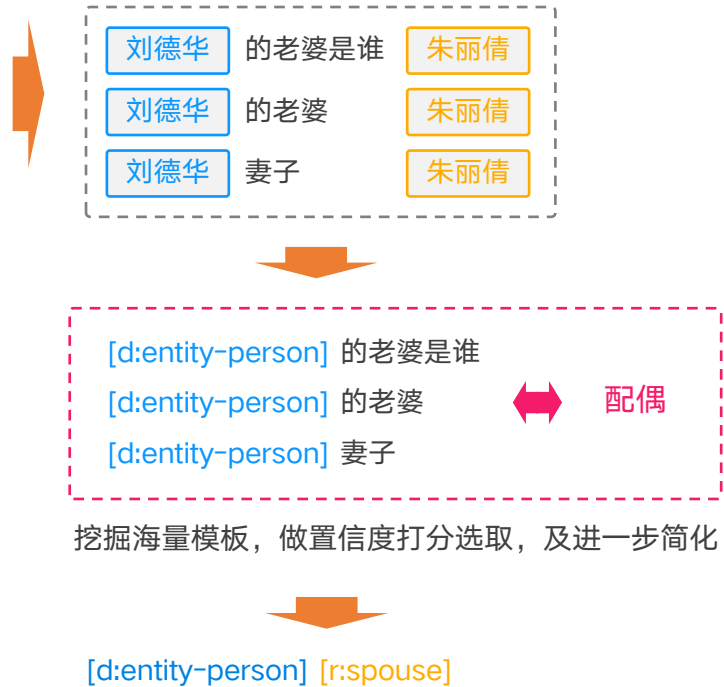 刘德华 的老婆是谁 朱丽倩
刘德华 的老婆 朱丽倩
刘德华 妻子 朱丽倩
[d:entity-person] 的老婆是谁
[d:entity-person] 的老婆 配偶
[d:entity-person] 妻子
挖掘海量模板，做置信度打分选取，及进一步简化
[d:entity-person] [r:spouse]